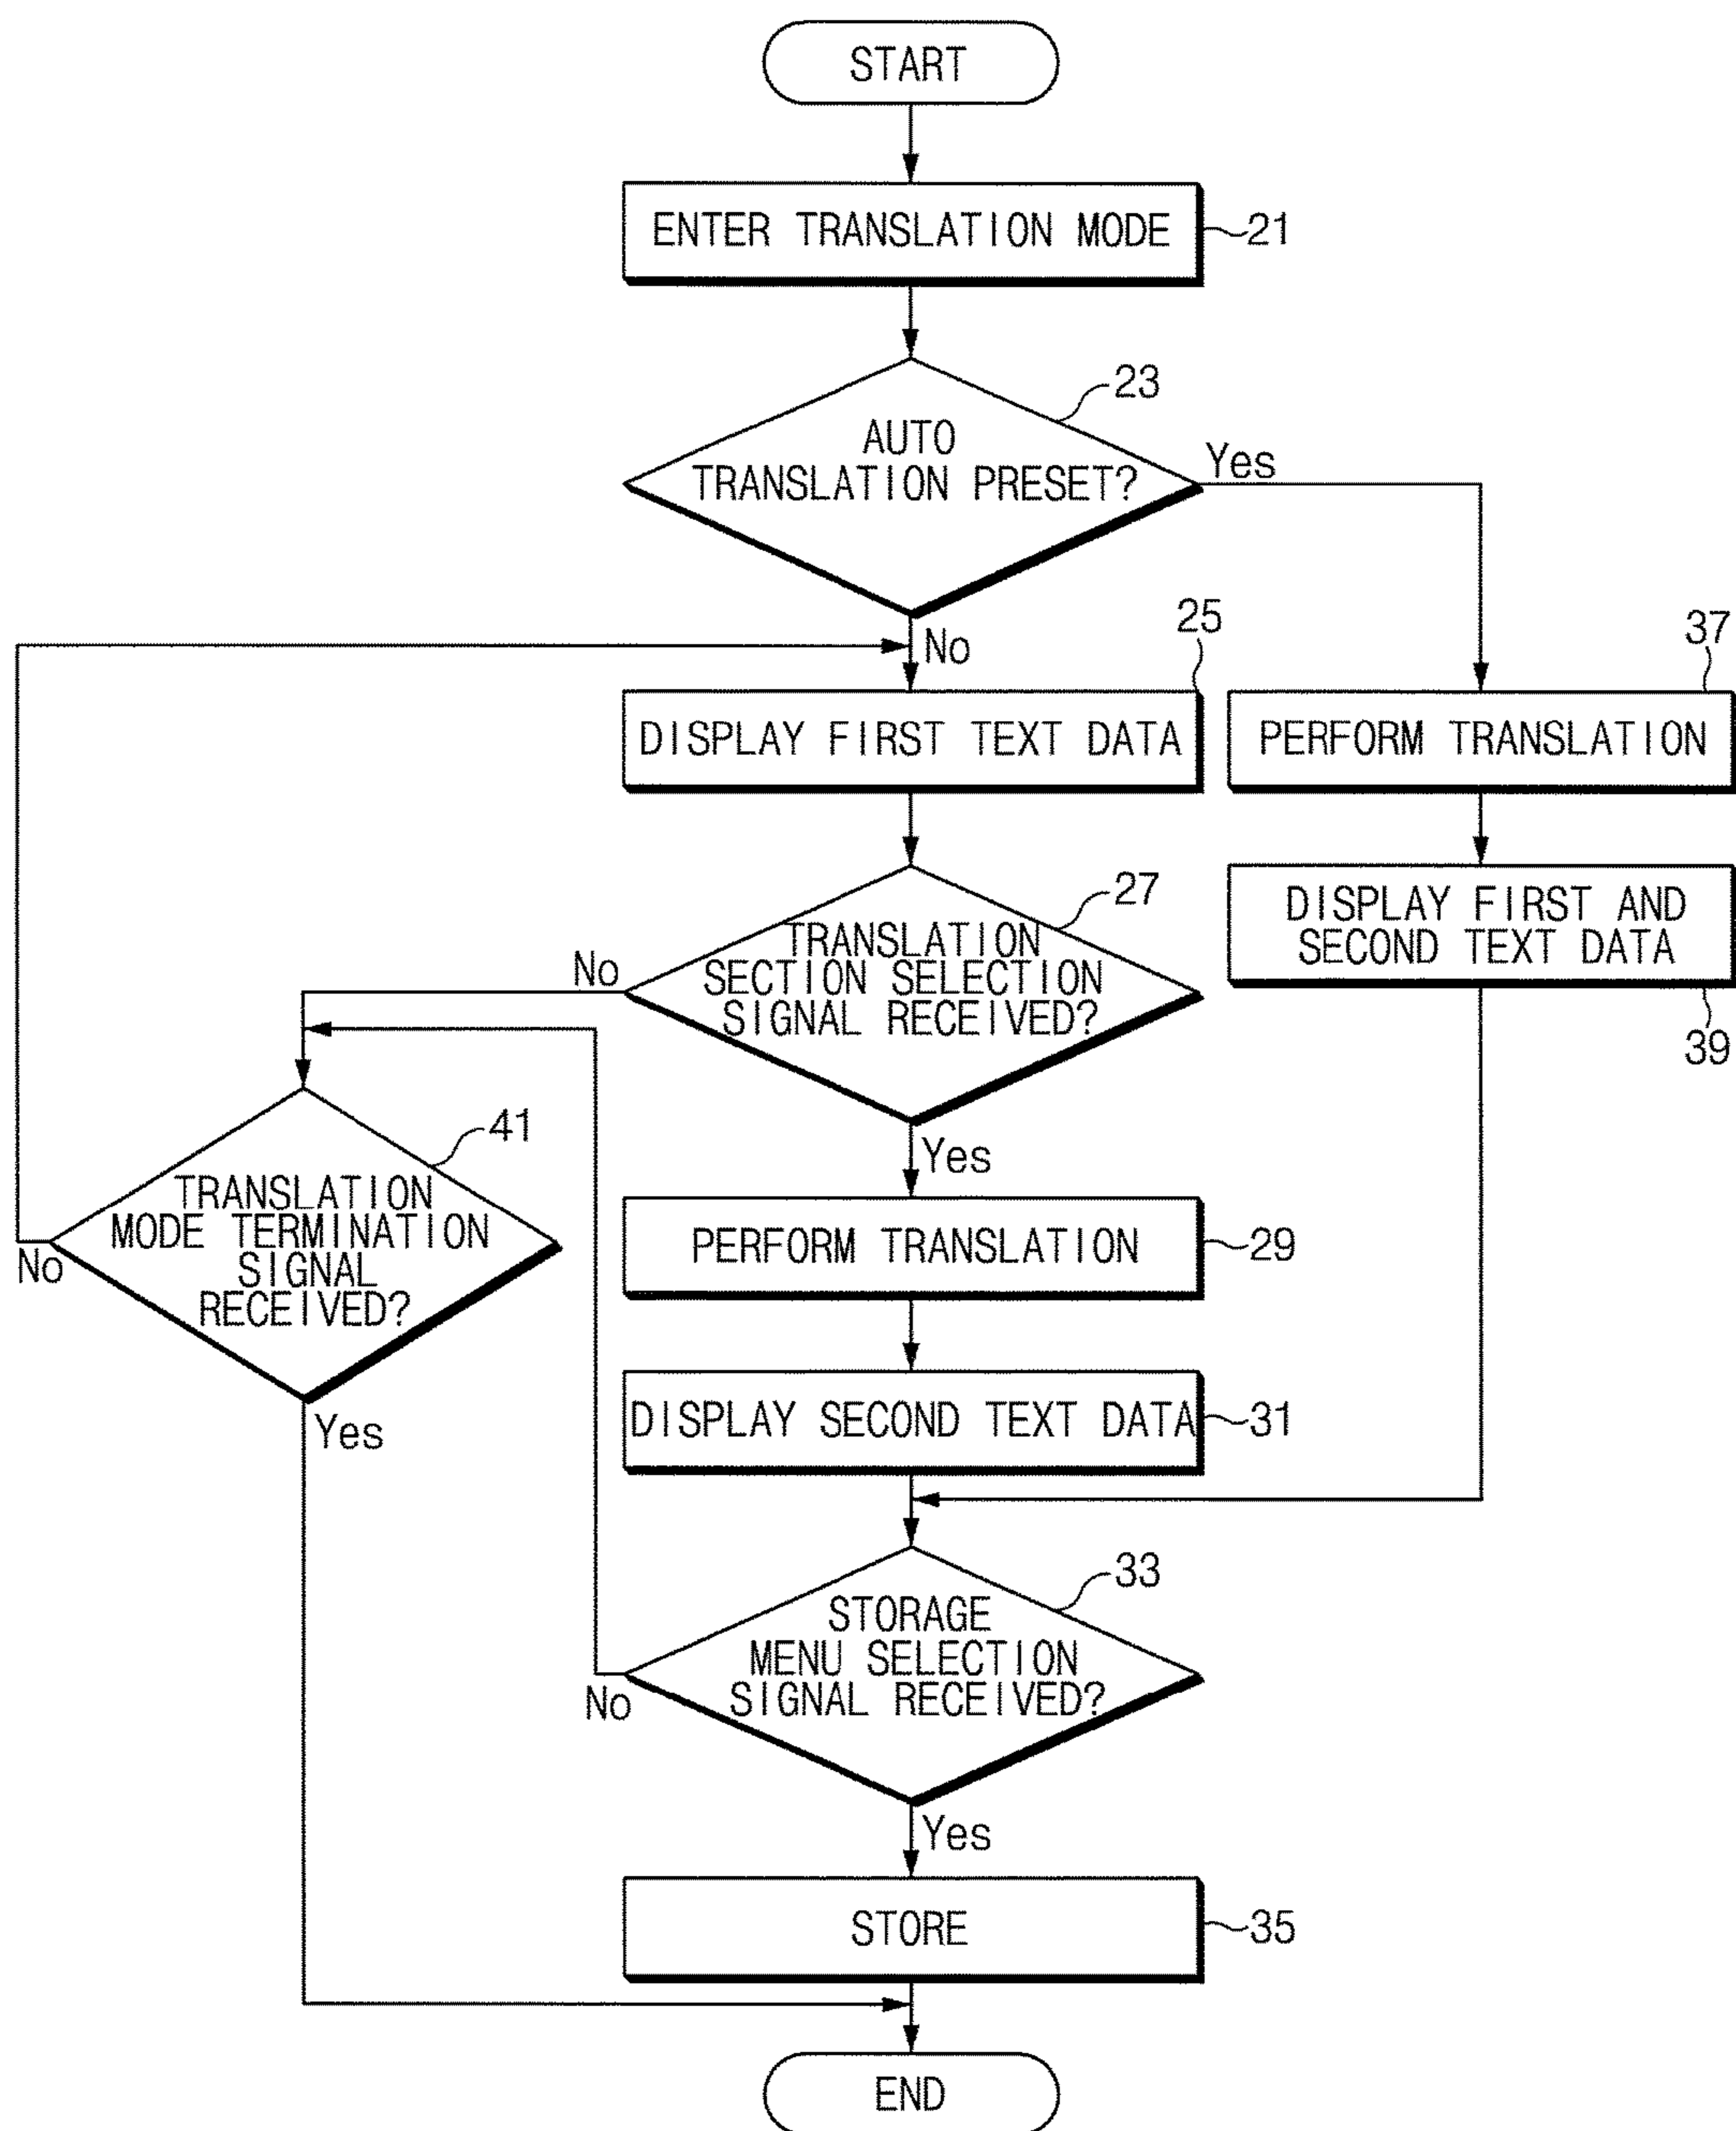 START
ENTER TRANSLATION MODE
21
23
AUTO
TRANSLATION PRESET?
Yes
No
25
37
DISPLAY FIRST TEXT DATA
PERFORM TRANSLATION
27
TRANSLATION
SECTION SELECTION
SIGNAL RECEIVED?
No
Yes
DISPLAY FIRST AND
SECOND TEXT DATA
39
41
TRANSLATION
MODE TERMINATION
SIGNAL
RECEIVED?
No
Yes
PERFORM TRANSLATION
29
DISPLAY SECOND TEXT DATA
31
33
STORAGE
MENU SELECTION
SIGNAL RECEIVED?
No
Yes
STORE
35
END